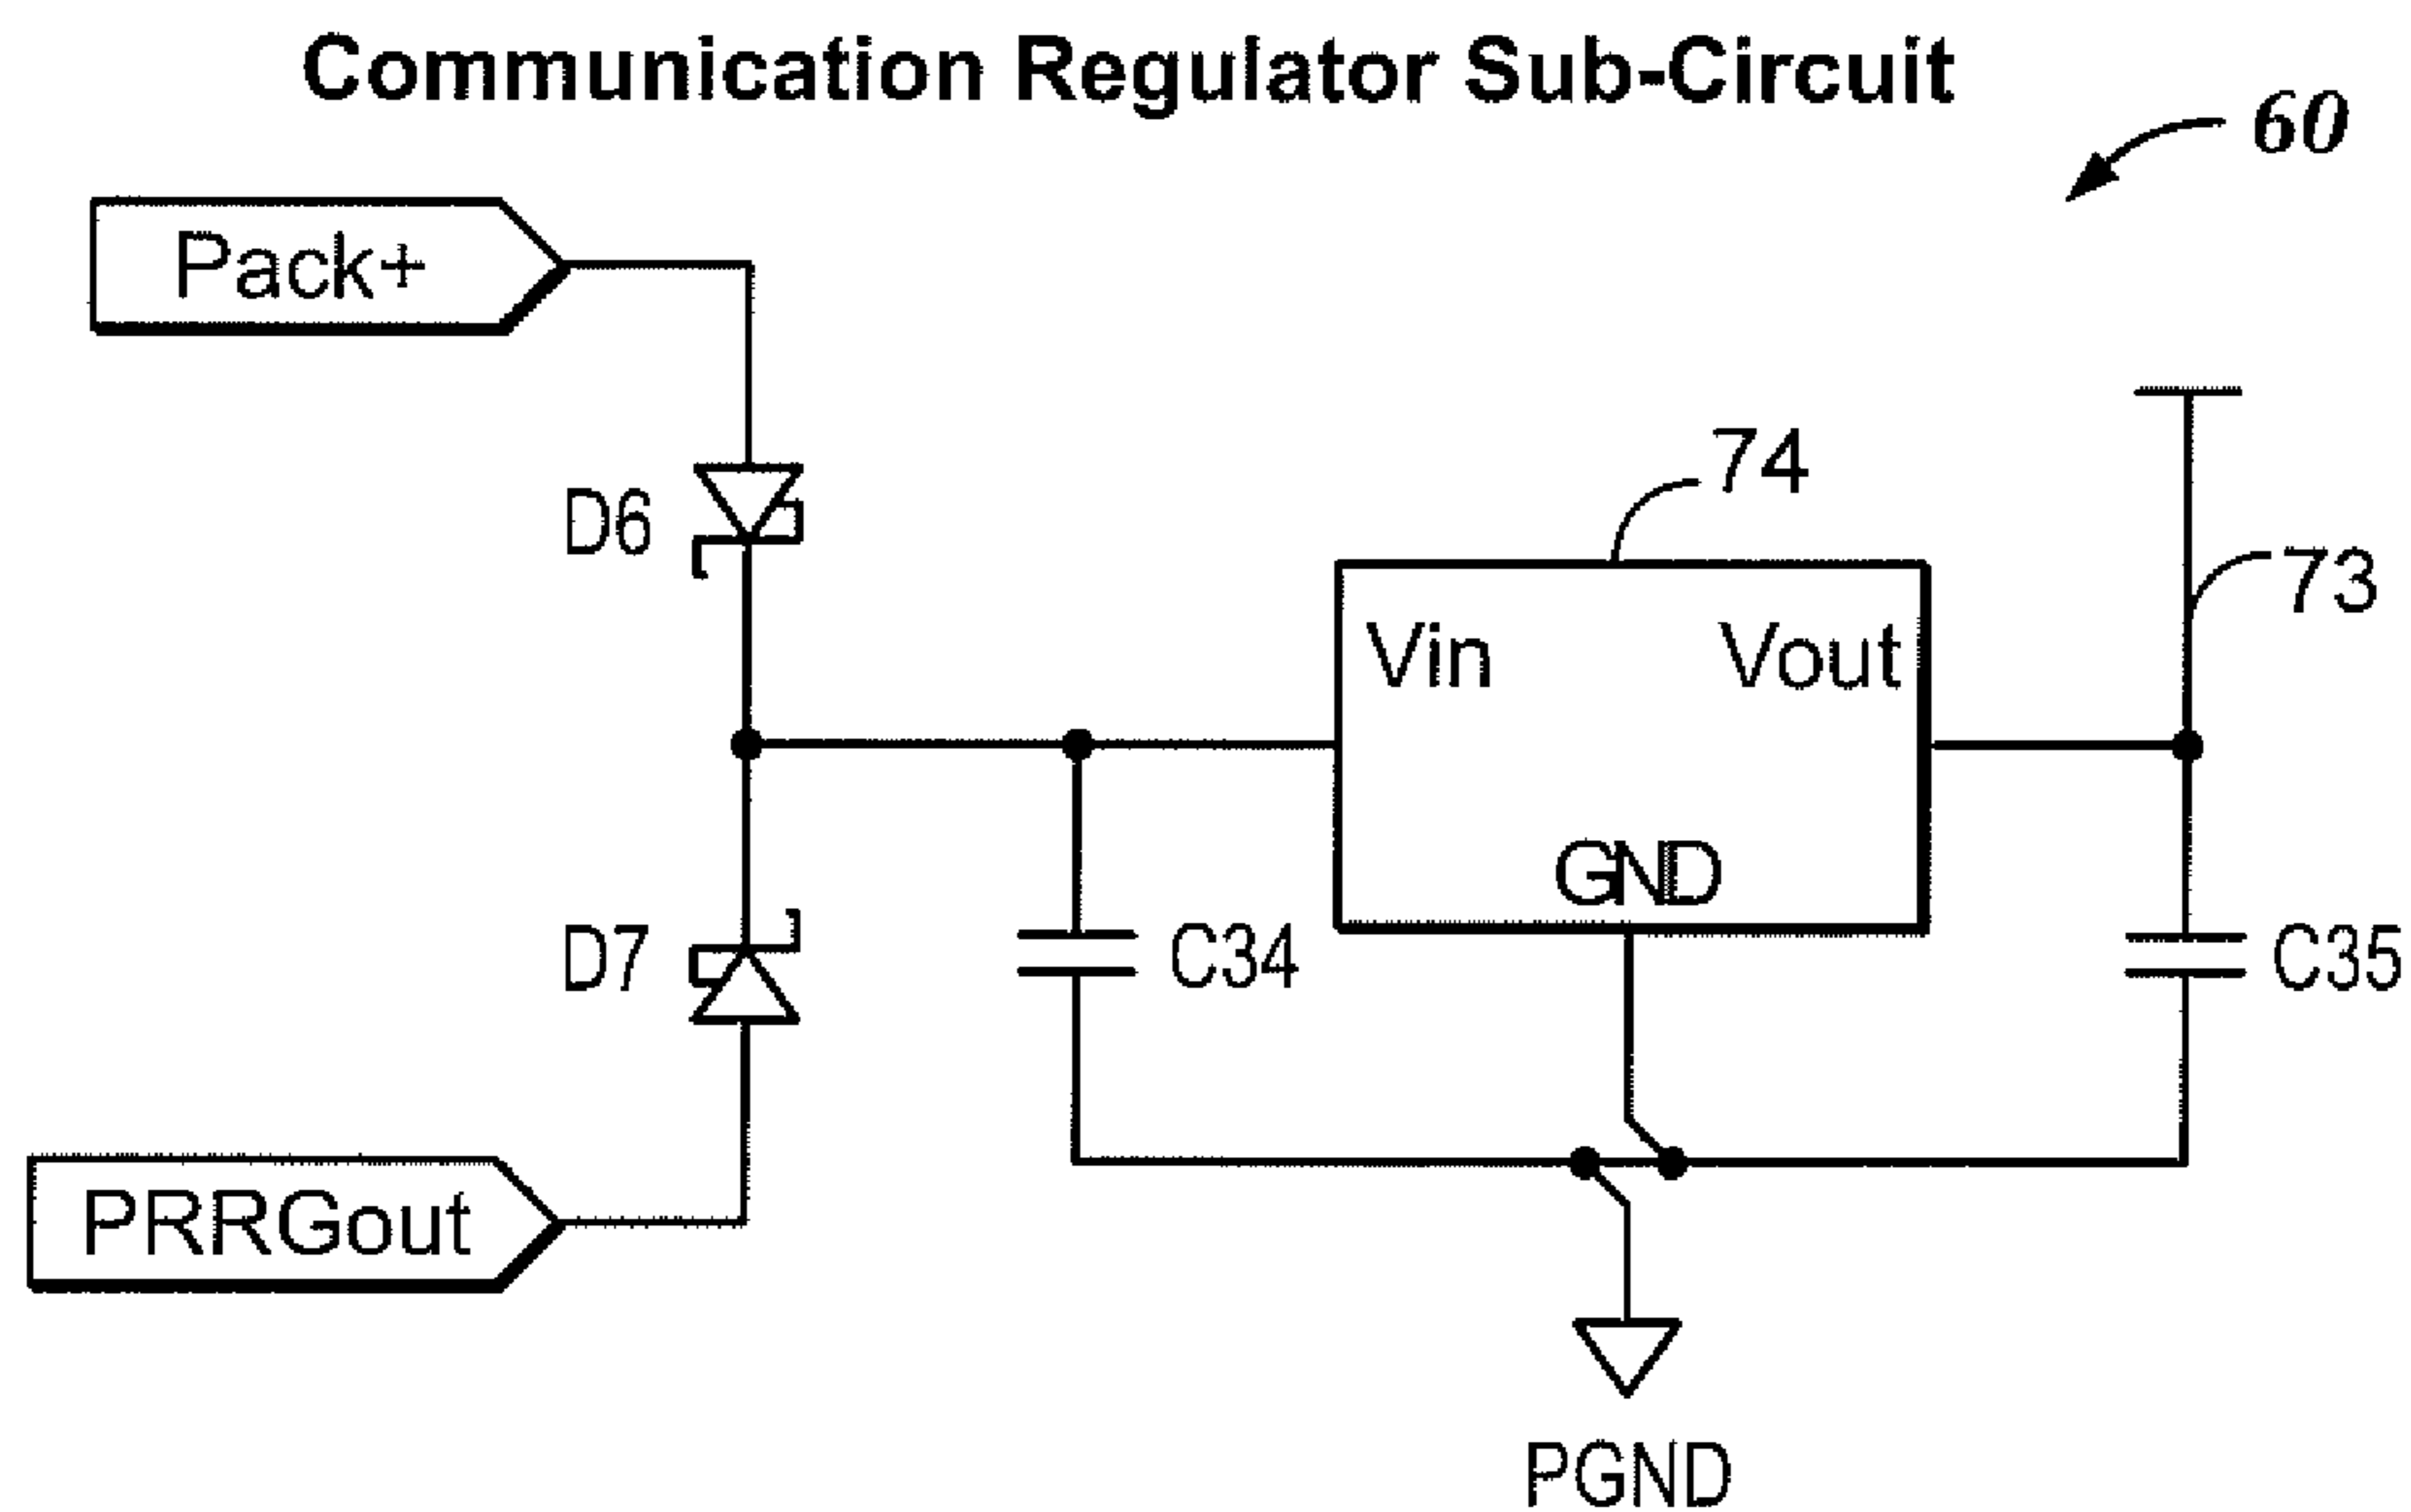 Communication Regulator Sub-Circuit
60
Pack+
74
D6
73
Vin
Vout
GND
D7
C34
C35
PRRGout
PGND